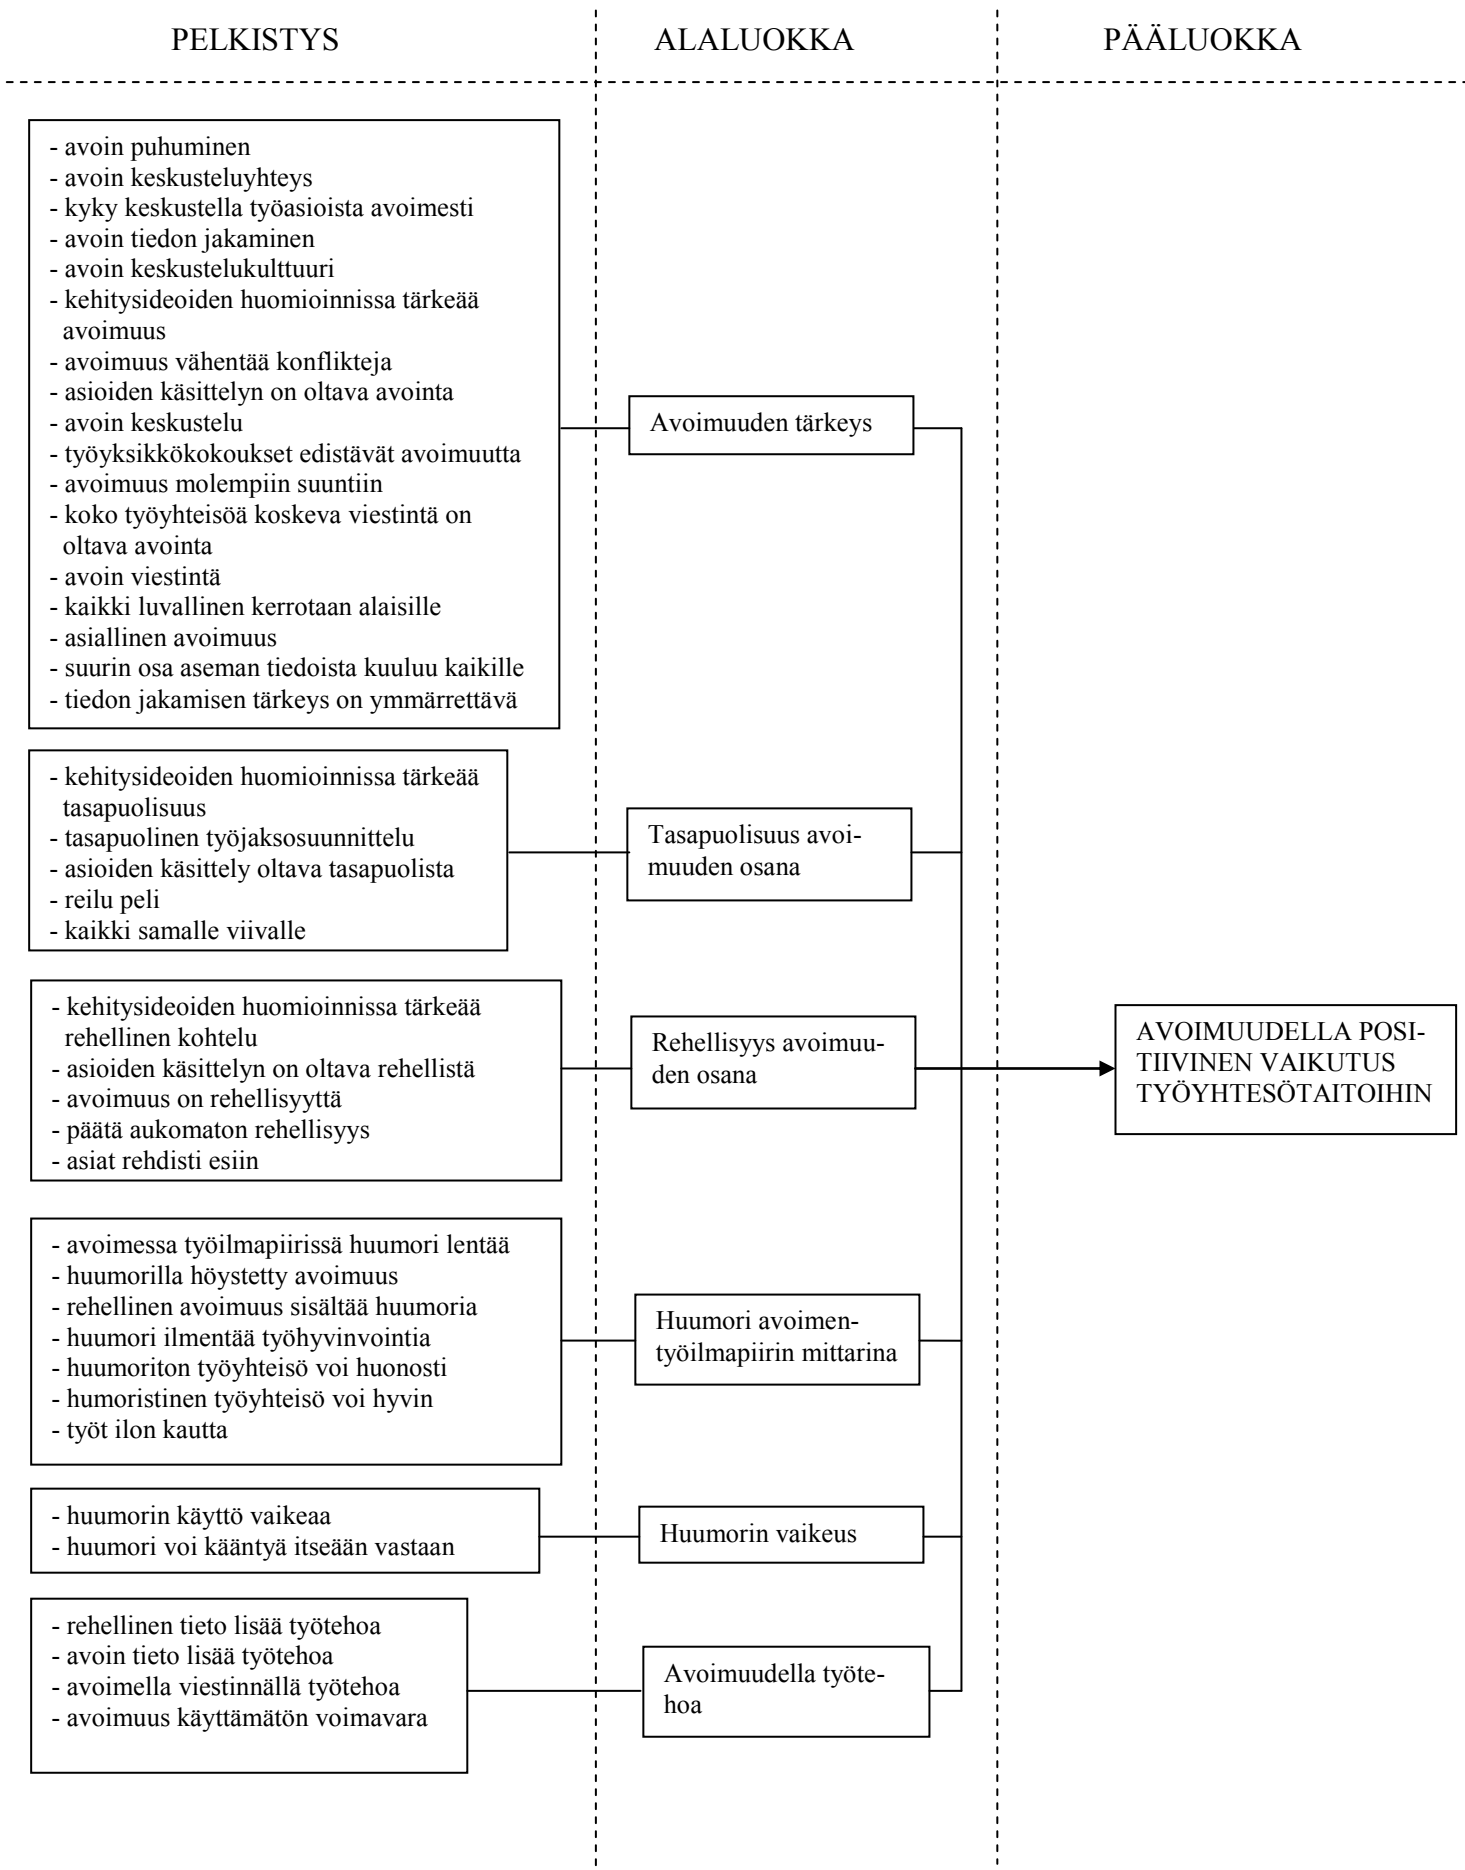 PELKISTYS
ALALUOKKA
PÄÄLUOKKA
- avoin puhuminen
- avoin keskusteluyhteys
- kyky keskustella työasioista avoimesti
- avoin tiedon jakaminen
- avoin keskustelukulttuuri
- kehitysideoiden huomioinnissa tärkeää
avoimuus
- avoimuus vähentää konflikteja
- asioiden käsittelyn on oltava avointa
- avoin keskustelu
- työyksikkökokoukset edistävät avoimuutta
- avoimuus molempiin suuntiin
- koko työyhteisöä koskeva viestintä on
oltava avointa
- avoin viestintä
- kaikki luvallinen kerrotaan alaisille
- asiallinen avoimuus
- suurin osa aseman tiedoista kuuluu kaikille
- tiedon jakamisen tärkeys on ymmärrettävä
Avoimuuden tärkeys
- kehitysideoiden huomioinnissa tärkeää
tasapuolisuus
- tasapuolinen työjaksosuunnittelu
- asioiden käsittely oltava tasapuolista
- reilu peli
- kaikki samalle viivalle
Tasapuolisuus avoi-
muuden osana
- kehitysideoiden huomioinnissa tärkeää
rehellinen kohtelu
- asioiden käsittelyn on oltava rehellistä
- avoimuus on rehellisyyttä
- päätä aukomaton rehellisyys
- asiat rehdisti esiin
Rehellisyys avoimuu-
den osana
AVOIMUUDELLA POSI-
TIIVINEN VAIKUTUS
TYÖYHTESÖTAITOIHIN
- avoimessa työilmapiirissä huumori lentää
- huumorilla höystetty avoimuus
- rehellinen avoimuus sisältää huumoria
- huumori ilmentää työhyvinvointia
- huumoriton työyhteisö voi huonosti
- humoristinen työyhteisö voi hyvin
- työt ilon kautta
Huumori avoimen-
työilmapiirin mittarina
- huumorin käyttö vaikeaa
- huumori voi kääntyä itseään vastaan
Huumorin vaikeus
- rehellinen tieto lisää työtehoa
- avoin tieto lisää työtehoa
- avoimella viestinnällä työtehoa
- avoimuus käyttämätön voimavara
Avoimuudella työte-
hoa